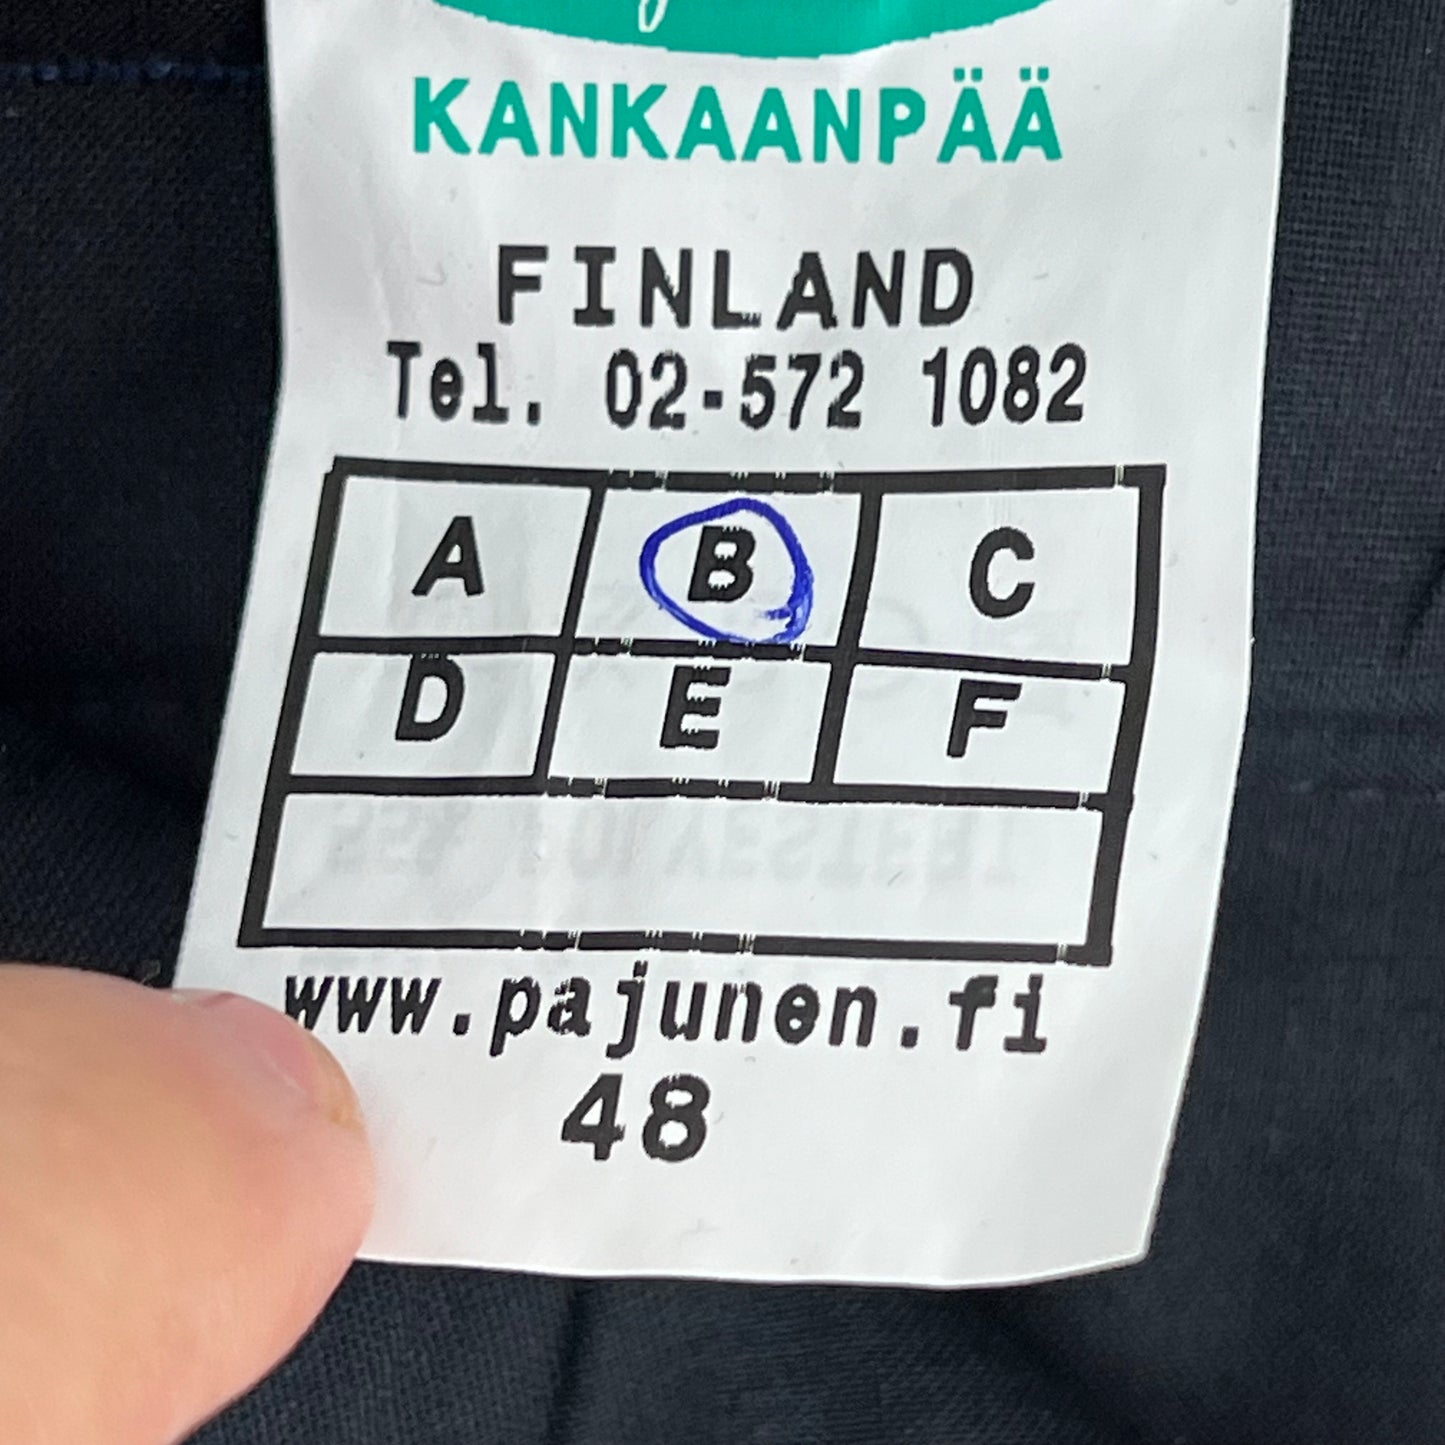 KANKAANPÄÄ
FINLAND
Tel. 02-572 1082
A B C
D E F
www.pajunen.fi
48